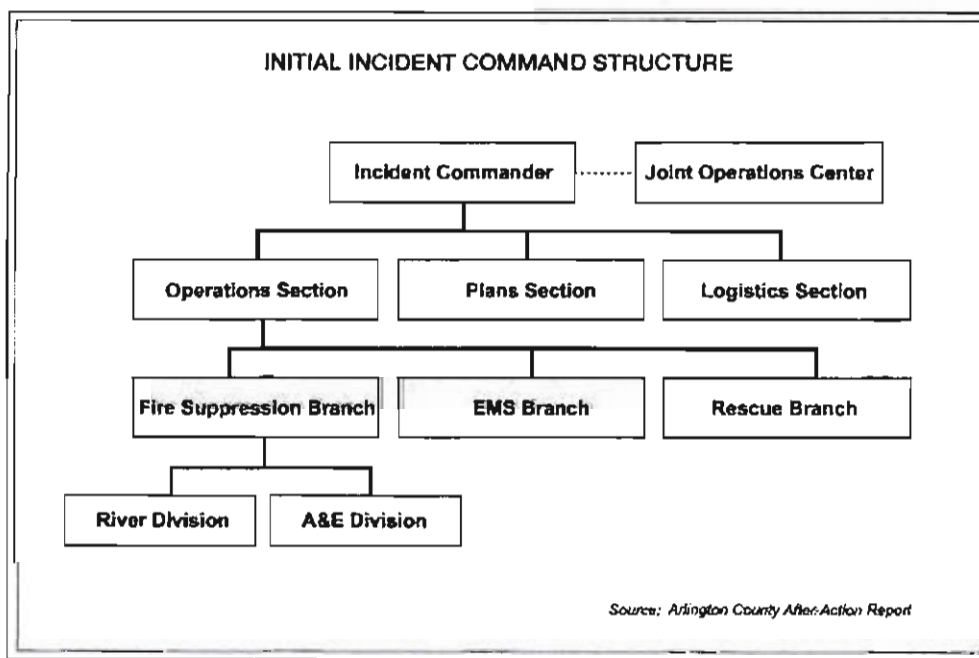 INITIAL INCIDENT COMMAND STRUCTURE
Incident Commander
Joint Operations Center
Operations Section
Plans Section
Logistics Section
Fire Suppression Branch
EMS Branch
Rescue Branch
River Division
A&E Division
Source: Arlington County After-Action Report